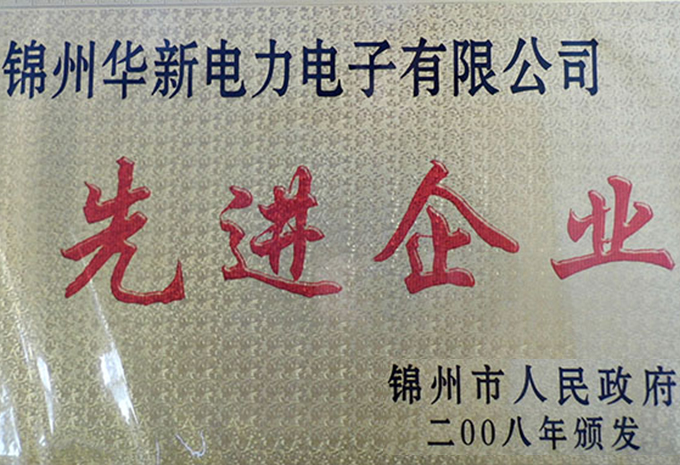 锦州华新电力电子有限公司
先进企业
锦州市人民政府
二00八年颁发